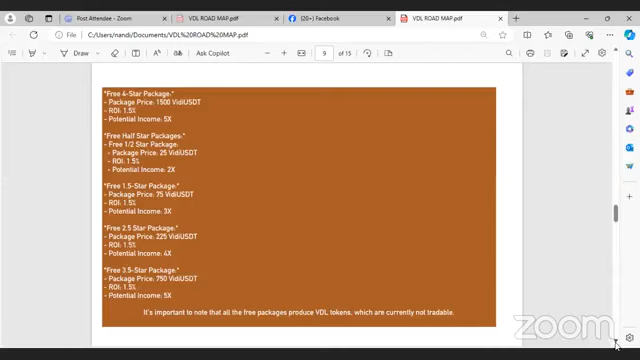 Post Attendee - Zoom
VDL ROAD MAP.pdf
(20+) Facebook
VDL ROAD MAP.pdf
File
C:/Users/nandi/Documents/VDL%20ROAD%20MAP.pdf
Draw
Ask Copilot
9
of 15
*Free 4-Star Package:*
- Package Price: 1500 VidiUSDT
- ROI: 1.5%
- Potential Income: 5X
*Free Half Star Packages:*
- Free 1/2 Star Package:
- Package Price: 25 VidiUSDT
- ROI: 1.5%
- Potential Income: 2X
*Free 1.5-Star Package:*
- Package Price: 75 VidiUSDT
- ROI: 1.5%
- Potential Income: 3X
*Free 2.5 Star Package:*
- Package Price: 225 VidiUSDT
- ROI: 1.5%
- Potential Income: 4X
*Free 3.5-Star Package:*
- Package Price: 750 VidiUSDT
- ROI: 1.5%
- Potential Income: 5X
It's important to note that all the free packages produce VDL tokens, which are currently not tradable.
zoom